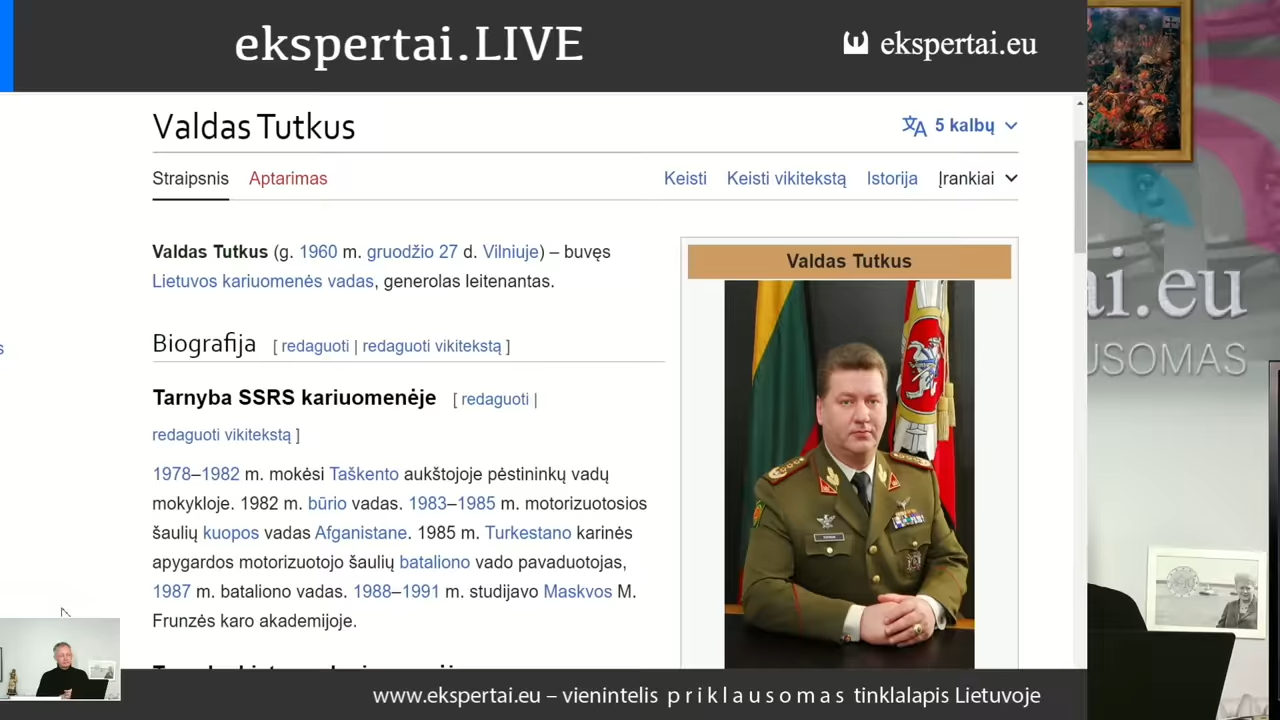 ekspertai.LIVE
ekspertai.eu
Valdas Tutkus
5 kalbų
Straipsnis Aptarimas Keisti Keisti vikitekstą Istorija Įrankiai
Valdas Tutkus (g. 1960 m. gruodžio 27 d. Vilniuje) – buvęs
Lietuvos kariuomenės vadas, generolas leitenantas.
Biografija [ redaguoti | redaguoti vikitekstą ]
Tarnyba SSRS kariuomenėje [ redaguoti |
redaguoti vikitekstą ]
1978–1982 m. mokėsi Taškento aukštojoje pėstininkų vadų
mokykloje. 1982 m. būrio vadas. 1983–1985 m. motorizuotosios
šaulių kuopos vadas Afganistane. 1985 m. Turkestano karinės
apygardos motorizuotojo šaulių bataliono vado pavaduotojas,
1987 m. bataliono vadas. 1988–1991 m. studijavo Maskvos M.
Frunzės karo akademijoje.
Valdas Tutkus
ai.eu
USOMAS
www.ekspertai.eu – vienintelis p r i k l a u s o m a s tinklalapis Lietuvoje